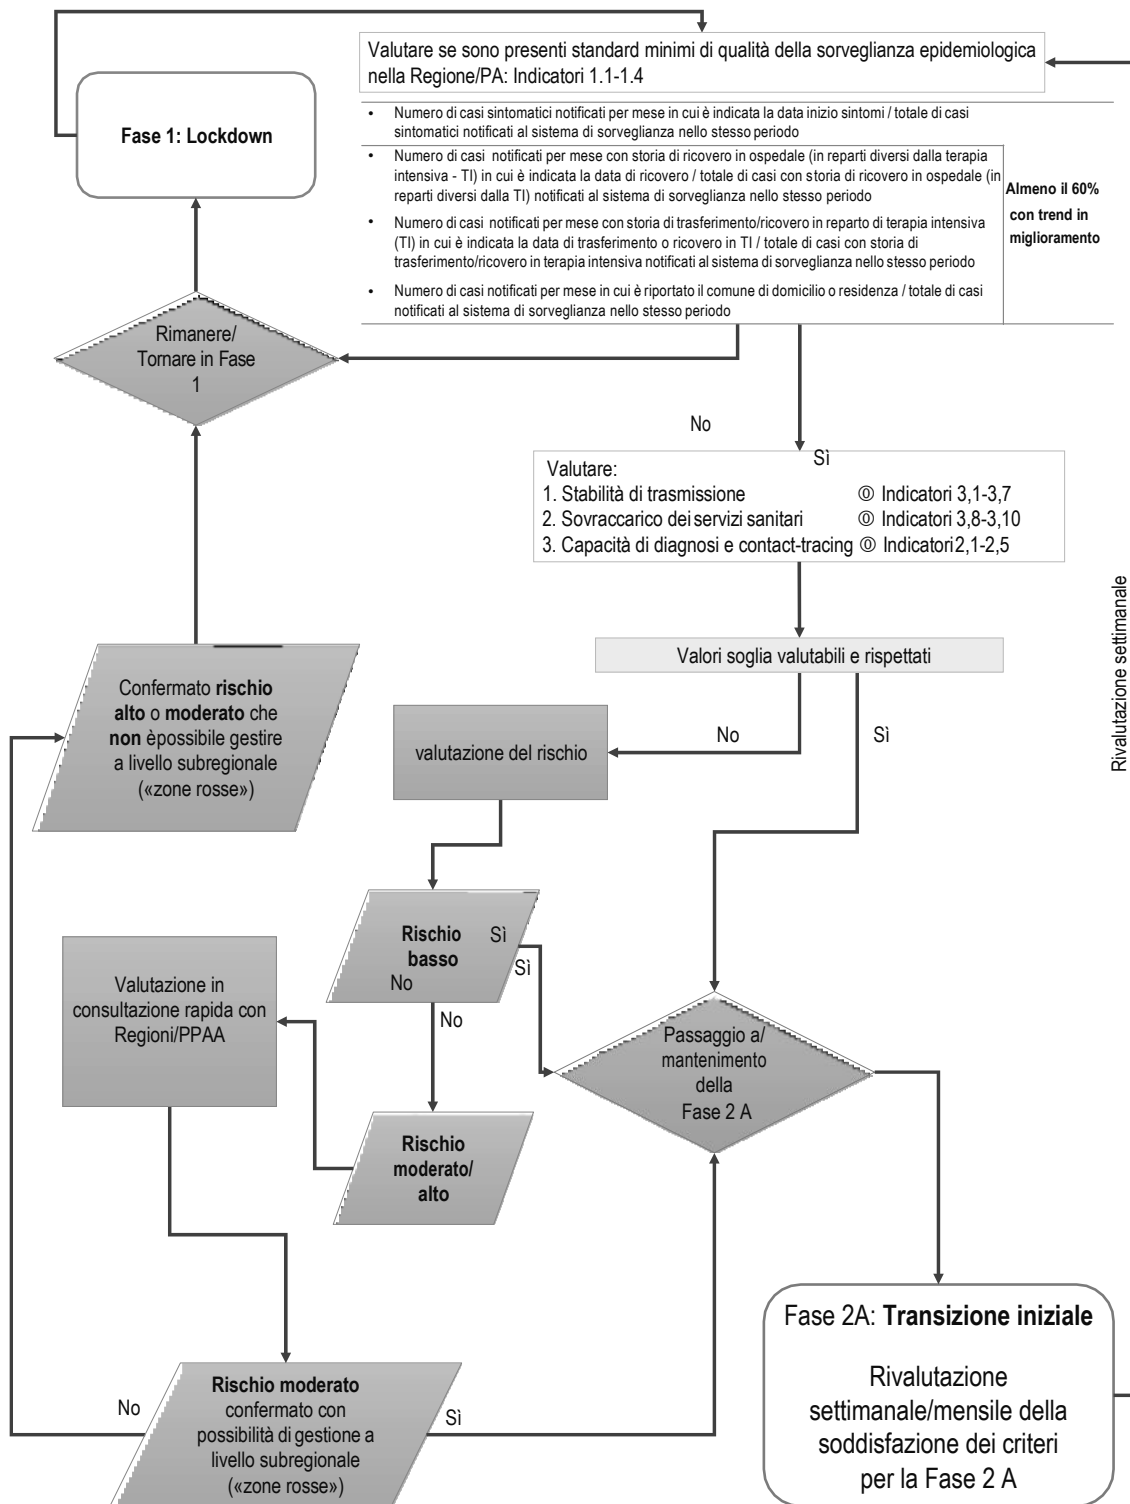 Valutare se sono presenti standard minimi di qualità della sorveglianza epidemiologica
nella Regione/PA: Indicatori 1.1-1.4
Fase 1: Lockdown
• Numero di casi sintomatici notificati per mese in cui è indicata la data inizio sintomi / totale di casi
sintomatici notificati al sistema di sorveglianza nello stesso periodo
• Numero di casi notificati per mese con storia di ricovero in ospedale (in reparti diversi dalla terapia
intensiva - TI) in cui è indicata la data di ricovero / totale di casi con storia di ricovero in ospedale (in
reparti diversi dalla TI) notificati al sistema di sorveglianza nello stesso periodo
• Numero di casi notificati per mese con storia di trasferimento/ricovero in reparto di terapia intensiva
(TI) in cui è indicata la data di trasferimento o ricovero in TI / totale di casi con storia di
trasferimento/ricovero in terapia intensiva notificati al sistema di sorveglianza nello stesso periodo
• Numero di casi notificati per mese in cui è riportato il comune di domicilio o residenza / totale di casi
notificati al sistema di sorveglianza nello stesso periodo
Almeno il 60%
con trend in
miglioramento
Rimanere/
Tornare in Fase
1
No
Sì
Valutare:
1. Stabilità di trasmissione ⓪ Indicatori 3,1-3,7
2. Sovraccarico dei servizi sanitari ⓪ Indicatori 3,8-3,10
3. Capacità di diagnosi e contact-tracing ⓪ Indicatori2,1-2,5
Rivalutazione settimanale
Valori soglia valutabili e rispettati
Confermato rischio
alto o moderato che
non èpossibile gestire
a livello subregionale
(«zone rosse»)
valutazione del rischio
No
Sì
Rischio
basso
Sì
Sì
No
No
Valutazione in
consultazione rapida con
Regioni/PPAA
Passaggio a/
mantenimento
della
Fase 2 A
Rischio
moderato/
alto
Fase 2A: Transizione iniziale
Rivalutazione
settimanale/mensile della
soddisfazione dei criteri
per la Fase 2 A
No
Rischio moderato
confermato con
possibilità di gestione a
livello subregionale
(«zone rosse»)
Sì